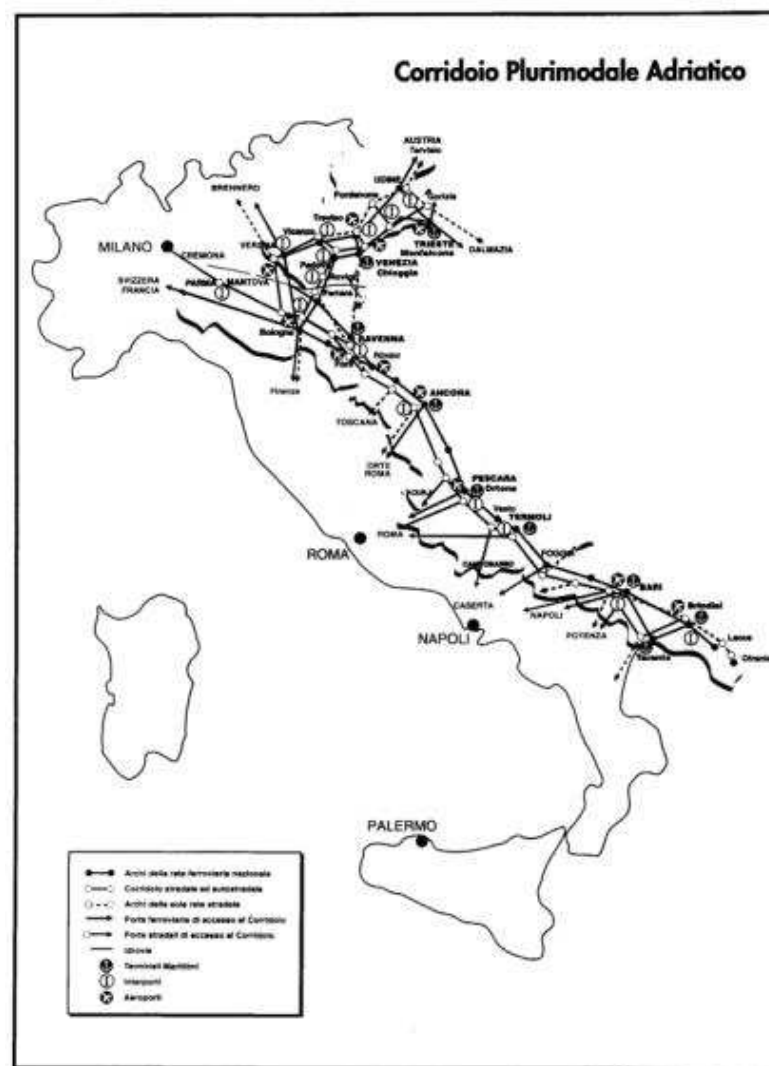 Corridoio Plurimodale Adriatico
AUSTRIA
Tarvisio
UDINE
Pordenone
Gorizia
BRENNERO
Treviso
Vicenza
TRIESTE
Monfalcone
DALMAZIA
MILANO
CREMONA
VENEZIA
Chioggia
SVIZZERA
FRANCIA
PARMA
MANTOVA
Ferrara
Bologna
RAVENNA
Rimini
Firenze
ANCONA
TOSCANA
ORTE
ROMA
PESCARA
Ortona
Vasto
TERMOLI
ROMA
ROMA
FOGGIA
CAMPOBASSO
BARI
CASERTA
NAPOLI
Brindisi
POTENZA
NAPOLI
Lecce
Taranto
Otranto
PALERMO
Archi della rete ferroviaria nazionale
Corridoio stradale ed autostradale
Archi della sola rete stradale
Porte ferroviarie di accesso al Corridoio
Porte stradali di accesso al Corridoio
Idrovia
Terminali Marittimi
Interporti
Aeroporti